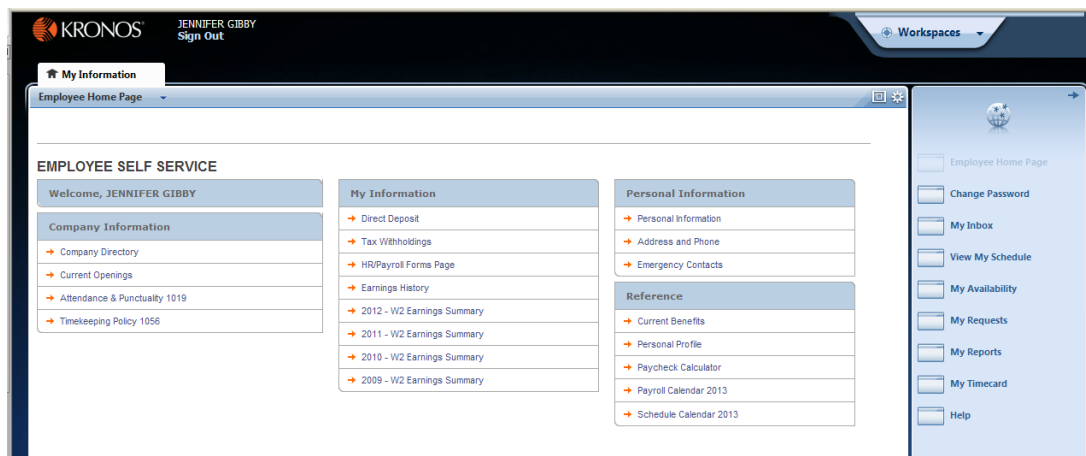 KRONOS
JENNIFER GIBBY
Sign Out
Workspaces
My Information
Employee Home Page
EMPLOYEE SELF SERVICE
Welcome, JENNIFER GIBBY
Company Information
Company Directory
Current Openings
Attendance & Punctuality 1019
Timekeeping Policy 1056
My Information
Direct Deposit
Tax Withholdings
HR/Payroll Forms Page
Earnings History
2012 - W2 Earnings Summary
2011 - W2 Earnings Summary
2010 - W2 Earnings Summary
2009 - W2 Earnings Summary
Personal Information
Personal Information
Address and Phone
Emergency Contacts
Reference
Current Benefits
Personal Profile
Paycheck Calculator
Payroll Calendar 2013
Schedule Calendar 2013
Employee Home Page
Change Password
My Inbox
View My Schedule
My Availability
My Requests
My Reports
My Timecard
Help